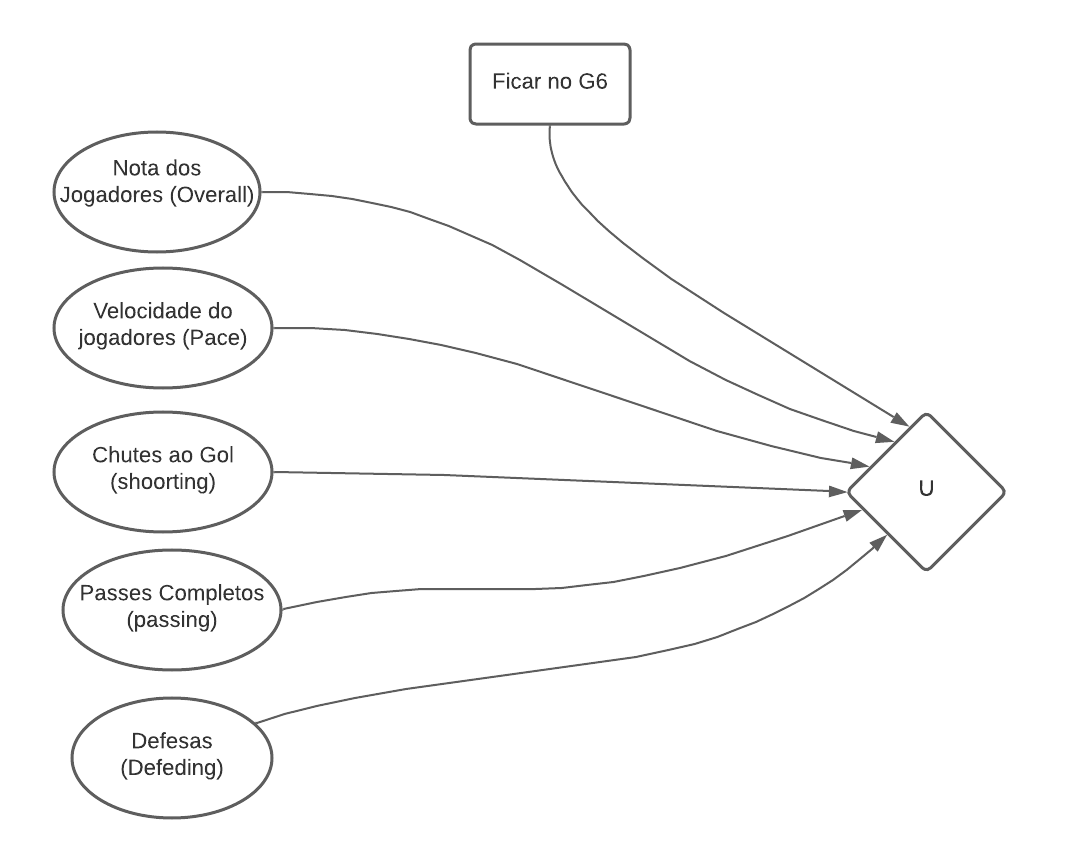 Ficar no G6
Nota dos
Jogadores (Overall)
Velocidade do
jogadores (Pace)
Chutes ao Gol
(shoorting)
U
Passes Completos
(passing)
Defesas
(Defeding)